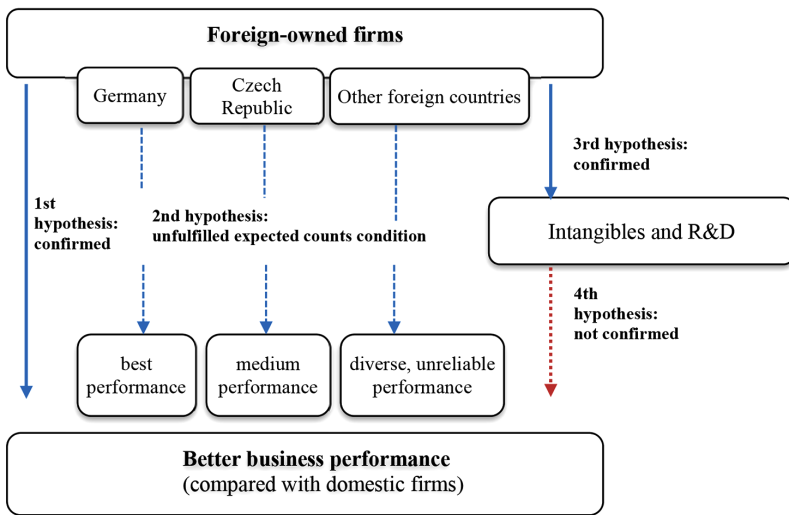 Foreign-owned firms
Germany
Czech
Republic
Other foreign countries
3rd hypothesis:
confirmed
1st
hypothesis:
confirmed
2nd hypothesis:
unfulfilled expected counts condition
Intangibles and R&D
4th
hypothesis:
not confirmed
best
performance
medium
performance
diverse, unreliable
performance
Better business performance
(compared with domestic firms)